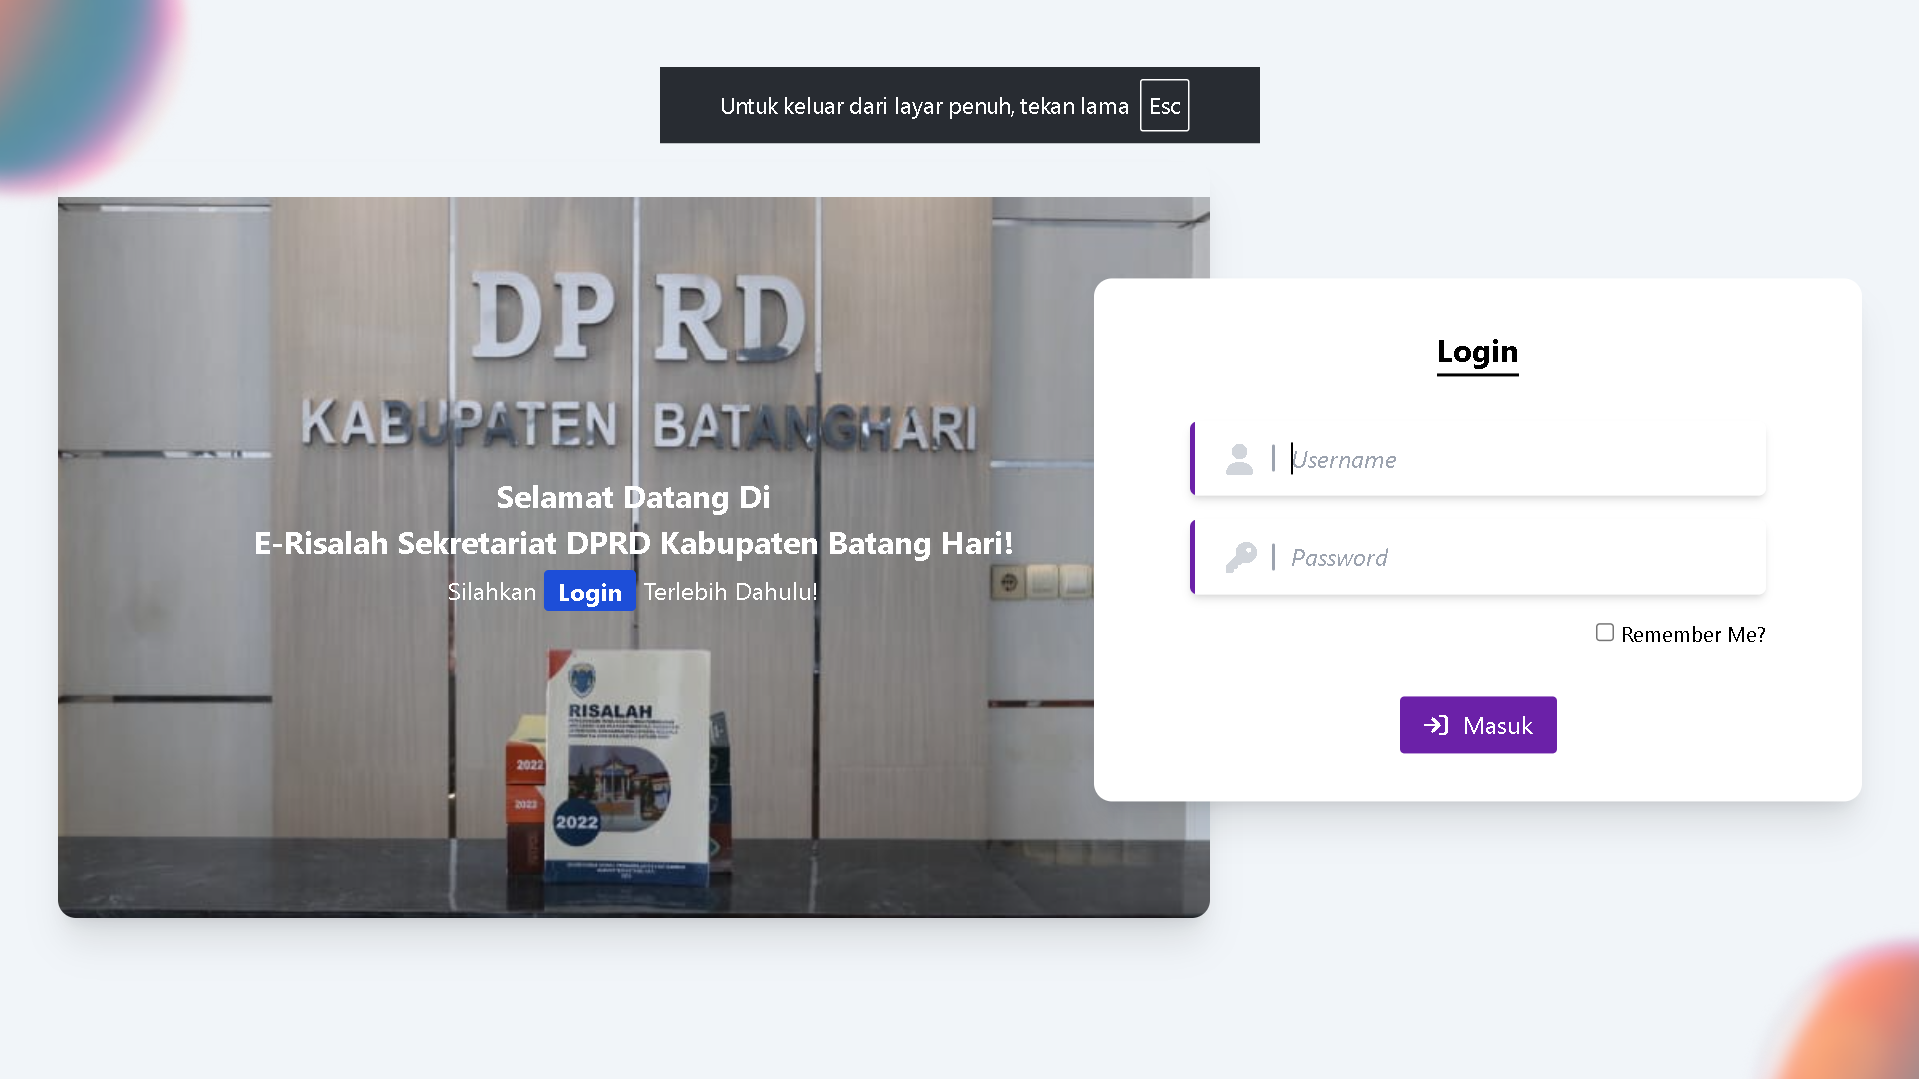 Untuk keluar dari layar penuh, tekan lama Esc
DPRD
KABUPATEN BATANGHARI
Selamat Datang Di
E-Risalah Sekretariat DPRD Kabupaten Batang Hari!
Silahkan Login Terlebih Dahulu!
RISALAH
2022
2022
2022
Login
Username
Password
Remember Me?
Masuk